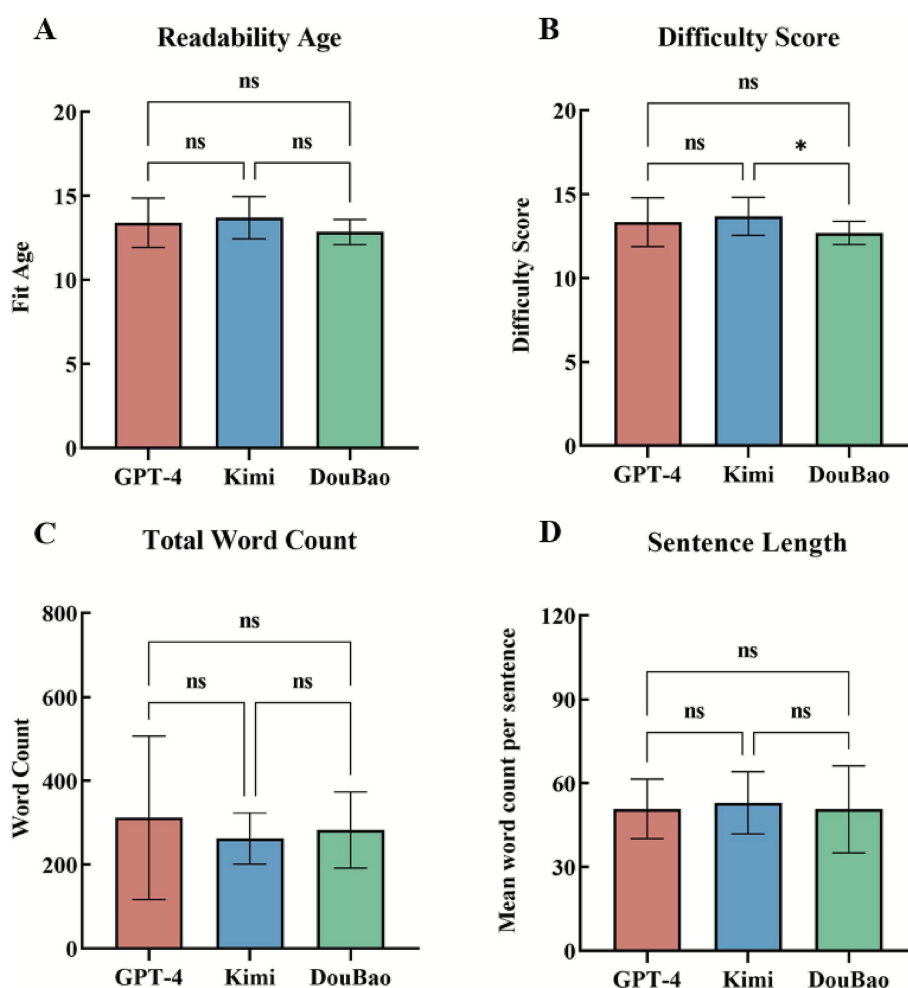 A
Readability Age
ns
ns
ns
20
15
10
5
0
Fit Age
GPT-4
Kimi
DouBao
B
Difficulty Score
ns
ns
*
20
15
10
5
0
Difficulty Score
GPT-4
Kimi
DouBao
C
Total Word Count
ns
ns
ns
800
600
400
200
0
Word Count
GPT-4
Kimi
DouBao
D
Sentence Length
ns
ns
ns
120
90
60
30
0
Mean word count per sentence
GPT-4
Kimi
DouBao